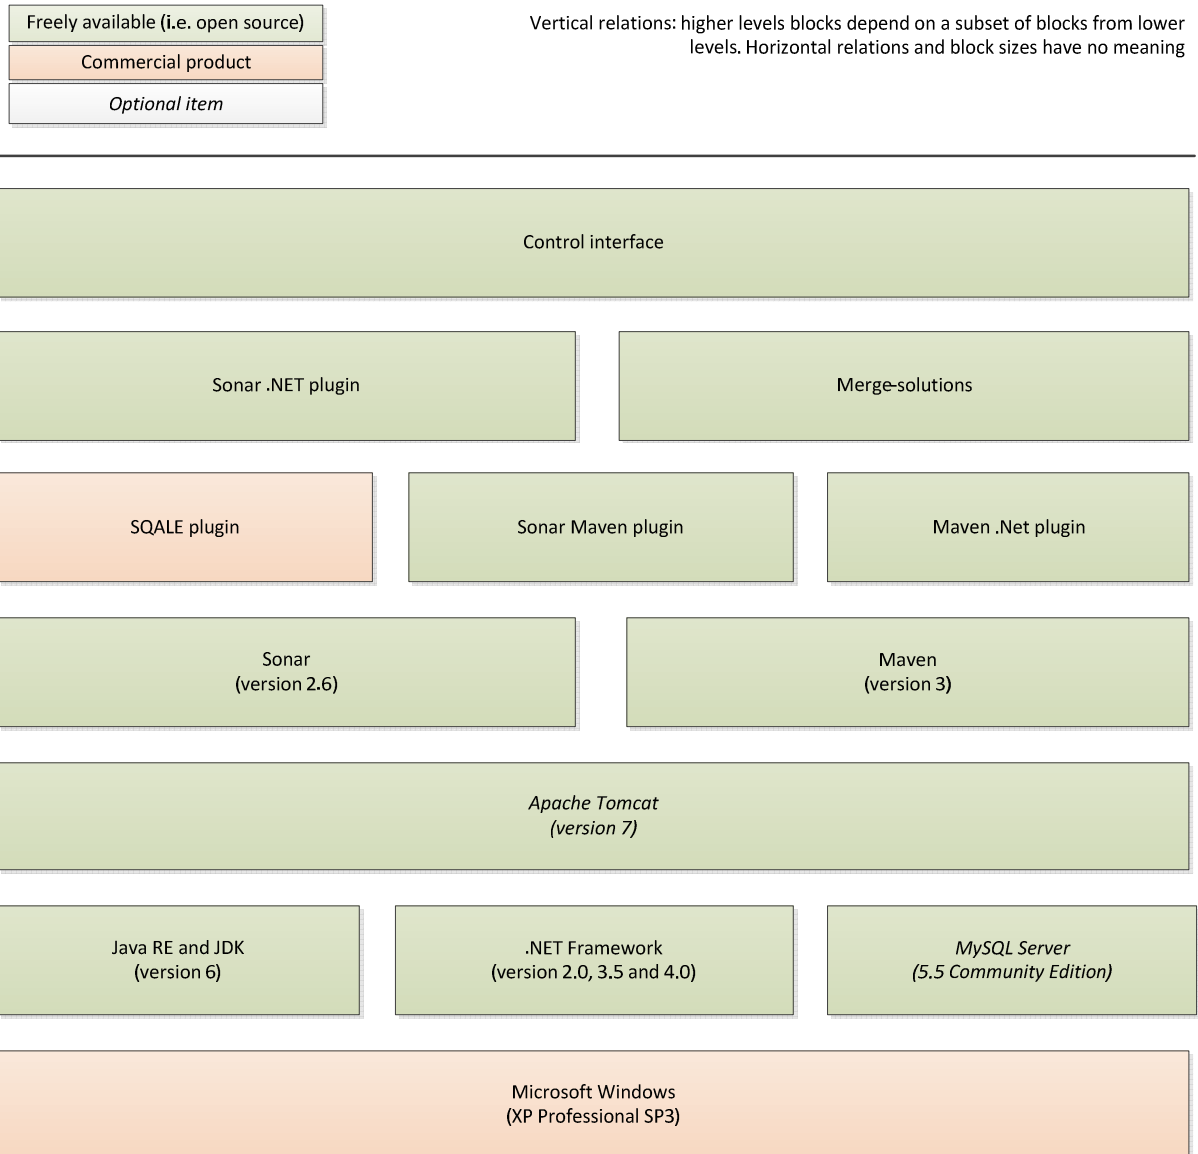 Freely available (i.e. open source)
Commercial product
Optional item
Vertical relations: higher levels blocks depend on a subset of blocks from lower
levels. Horizontal relations and block sizes have no meaning
Control interface
Sonar .NET plugin
Merge-solutions
SQALE plugin
Sonar Maven plugin
Maven .Net plugin
Sonar
(version 2.6)
Maven
(version 3)
Apache Tomcat
(version 7)
Java RE and JDK
(version 6)
.NET Framework
(version 2.0, 3.5 and 4.0)
MySQL Server
(5.5 Community Edition)
Microsoft Windows
(XP Professional SP3)